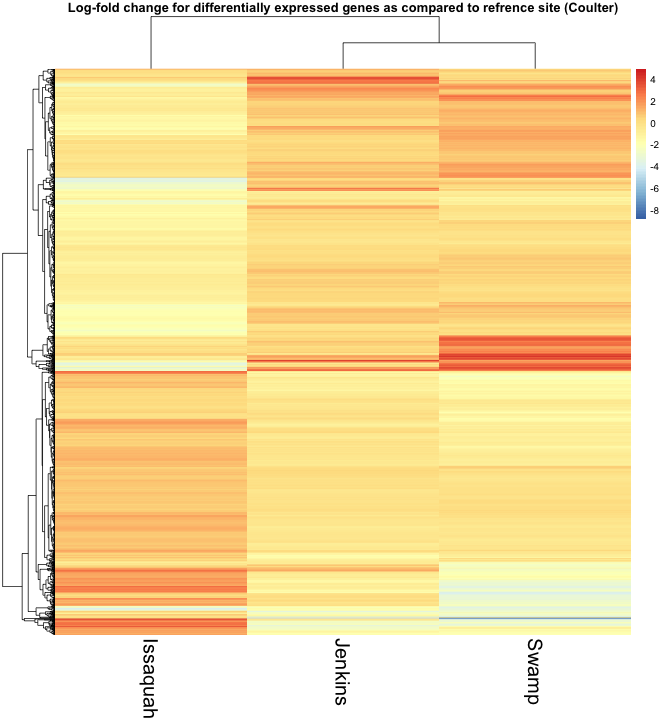 Log-fold change for differentially expressed genes as compared to refrence site (Coulter)
4
2
0
-2
-4
-6
-8
Issaquah
Jenkins
Swamp